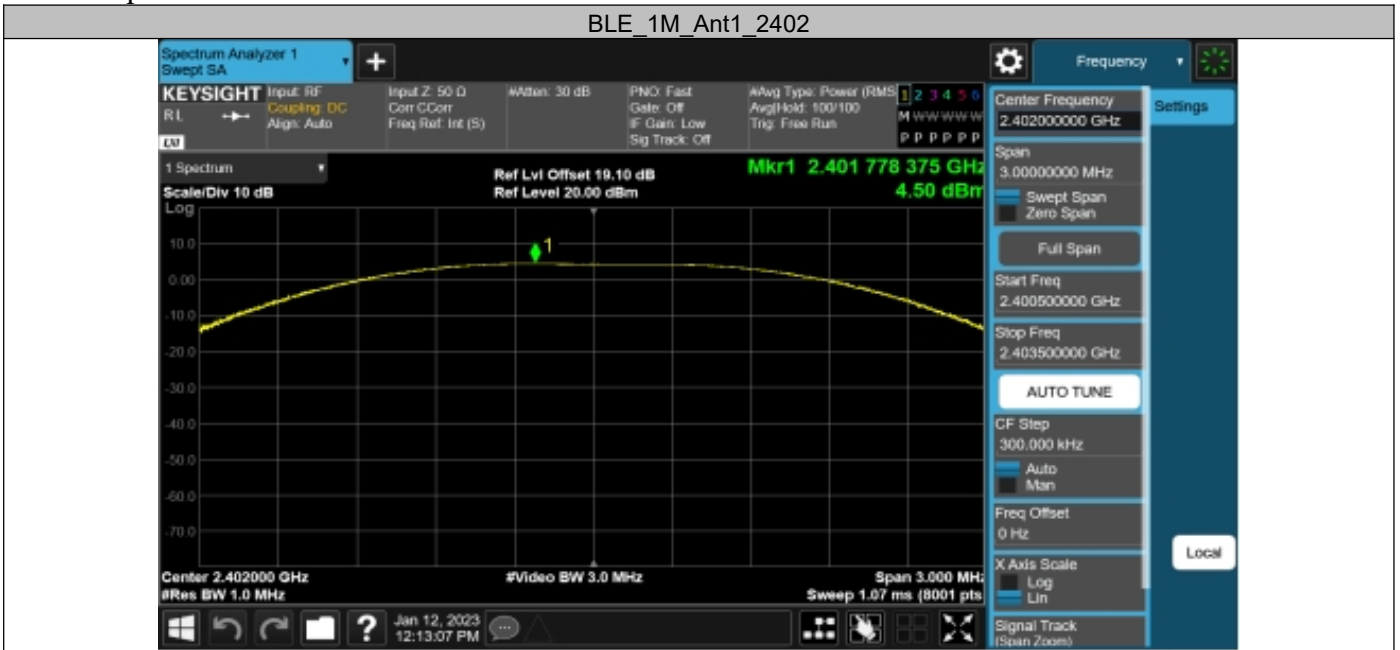 BLE_1M_Ant1_2402
Spectrum Analyzer 1
Swept SA
+
Frequency
KEYSIGHT
RL
LXI
Input: RF
Coupling: DC
Align: Auto
Input Z: 50 Ω
Corr CCorr
Freq Ref: Int (S)
#Atten: 30 dB
PNO: Fast
Gate: Off
IF Gain: Low
Sig Track: Off
#Avg Type: Power (RMS
Avg|Hold: 100/100
Trig: Free Run
1 2 3 4 5 6
M W W W W W
P P P P P P
1 Spectrum
Scale/Div 10 dB
Log
Ref Lvl Offset 19.10 dB
Ref Level 20.00 dBm
Mkr1 2.401 778 375 GHz
4.50 dBm
1
10.0
0.00
-10.0
-20.0
-30.0
-40.0
-50.0
-60.0
-70.0
Center 2.402000 GHz
#Res BW 1.0 MHz
#Video BW 3.0 MHz
Span 3.000 MHz
Sweep 1.07 ms (8001 pts
?
Jan 12, 2023
12:13:07 PM
Center Frequency
2.402000000 GHz
Settings
Span
3.00000000 MHz
Swept Span
Zero Span
Full Span
Start Freq
2.400500000 GHz
Stop Freq
2.403500000 GHz
AUTO TUNE
CF Step
300.000 kHz
Auto
Man
Freq Offset
0 Hz
X Axis Scale
Log
Lin
Local
Signal Track
(Span Zoom)